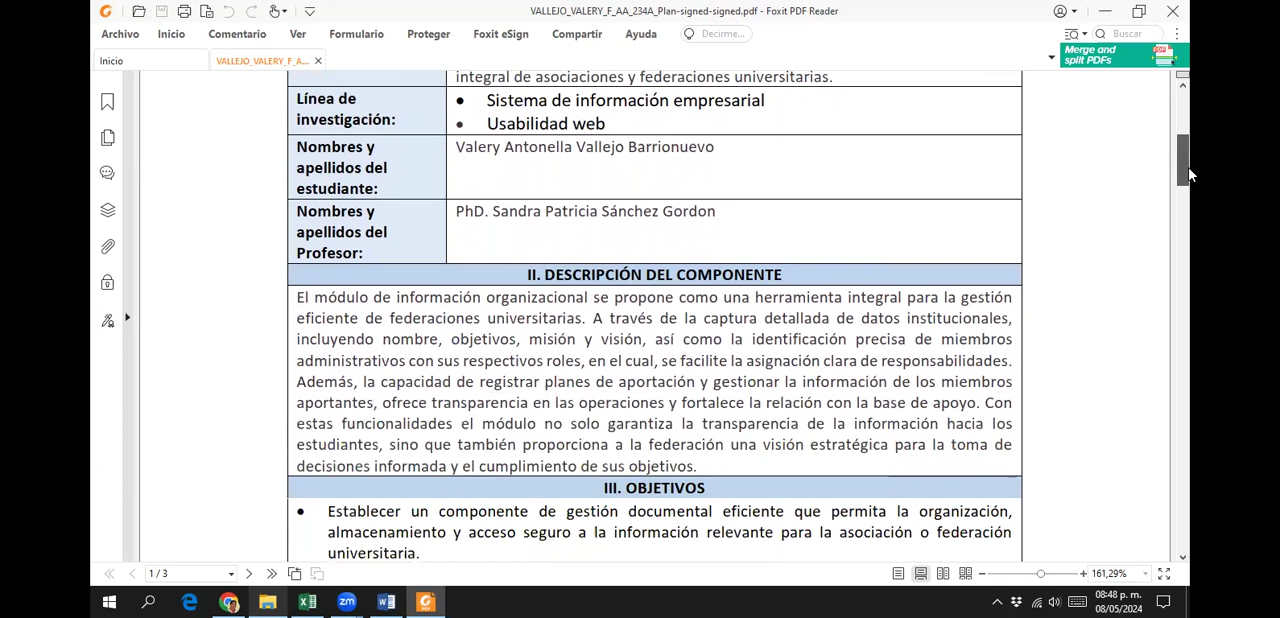 VALLEJO_VALERY_F_AA_234A_Plan-signed-signed.pdf - Foxit PDF Reader
Archivo Inicio Comentario Ver Formulario Proteger Foxit eSign Compartir Ayuda Decirme... Buscar
Inicio VALLEJO_VALERY_F_A... Merge and
split PDFs
integral de asociaciones y federaciones universitarias.
Línea de
investigación:
• Sistema de información empresarial
• Usabilidad web
Nombres y
apellidos del
estudiante:
Valery Antonella Vallejo Barrionuevo
Nombres y
apellidos del
Profesor:
PhD. Sandra Patricia Sánchez Gordon
II. DESCRIPCIÓN DEL COMPONENTE
El módulo de información organizacional se propone como una herramienta integral para la gestión
eficiente de federaciones universitarias. A través de la captura detallada de datos institucionales,
incluyendo nombre, objetivos, misión y visión, así como la identificación precisa de miembros
administrativos con sus respectivos roles, en el cual, se facilite la asignación clara de responsabilidades.
Además, la capacidad de registrar planes de aportación y gestionar la información de los miembros
aportantes, ofrece transparencia en las operaciones y fortalece la relación con la base de apoyo. Con
estas funcionalidades el módulo no solo garantiza la transparencia de la información hacia los
estudiantes, sino que también proporciona a la federación una visión estratégica para la toma de
decisiones informada y el cumplimiento de sus objetivos.
III. OBJETIVOS
• Establecer un componente de gestión documental eficiente que permita la organización,
almacenamiento y acceso seguro a la información relevante para la asociación o federación
universitaria.
1 / 3 161,29%
08:48 p. m.
08/05/2024